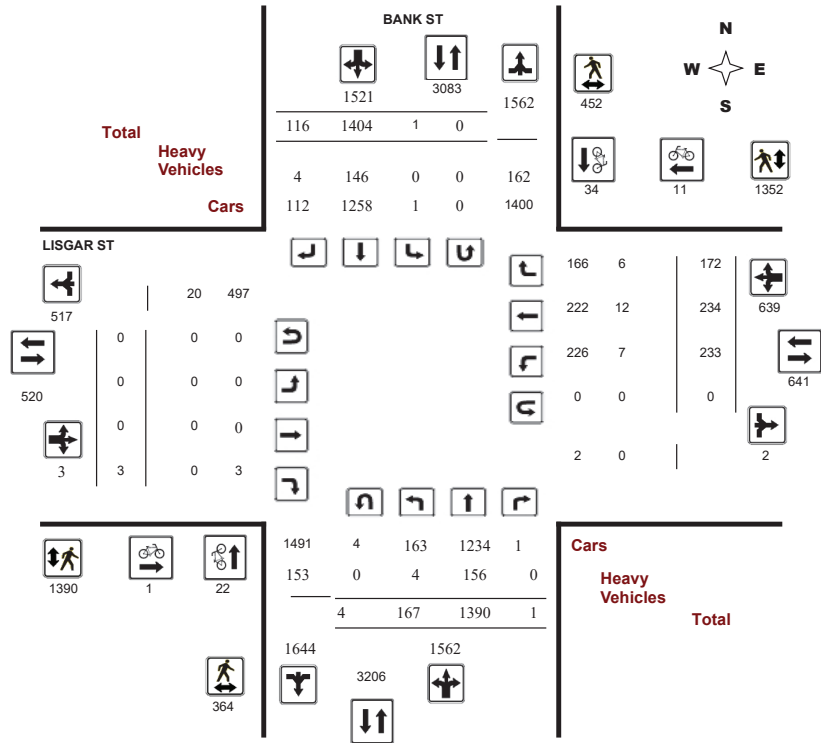 BANK ST
N
W E
S
1521 3083 1562 452
Total 116 1404 1 0
Heavy
Vehicles
4 146 0 0 162
34 11 1352
Cars 112 1258 1 0 1400
LISGAR ST
517 20 497
166 6 172
222 12 234 639
520 0 0 0
226 7 233 641
0 0 0
0 0 0
0 0 0
3 3 0 3
2 0 2
1491 4 163 1234 1 Cars
153 0 4 156 0 Heavy
Vehicles
1390 1 22
4 167 1390 1 Total
1644 3206 1562
364